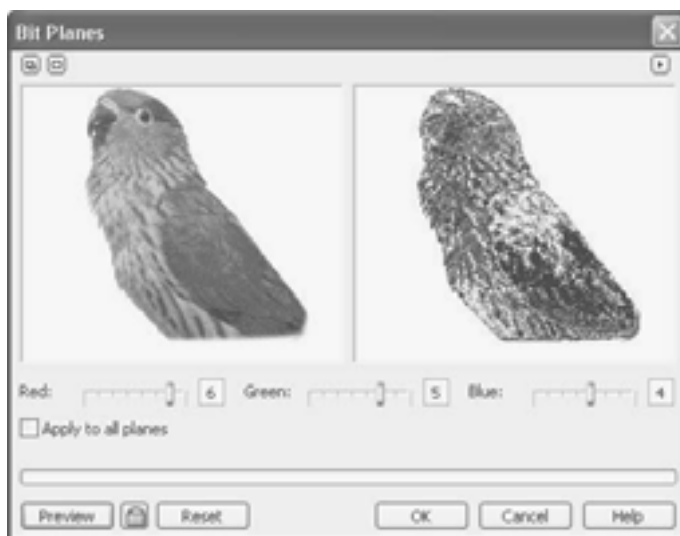 Bit Planes
Red: 6 Green: 5 Blue: 4
Apply to all planes
Preview Reset OK Cancel Help